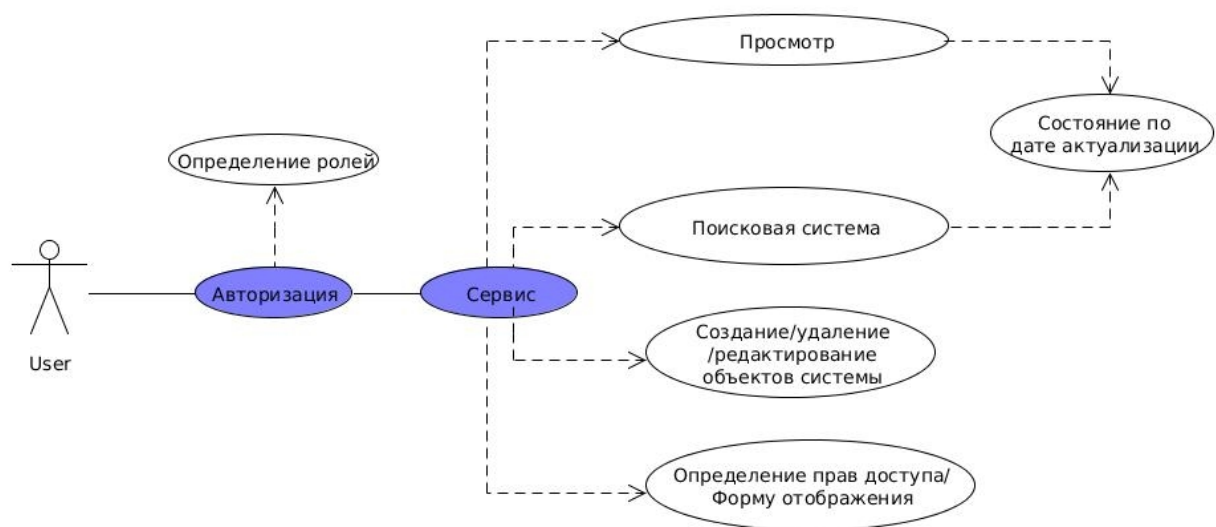 Просмотр
Состояние по
дате актуализации
Определение ролей
Поисковая система
Авторизация
Сервис
User
Создание/удаление
/редактирование
объектов системы
Определение прав доступа/
Форму отображения